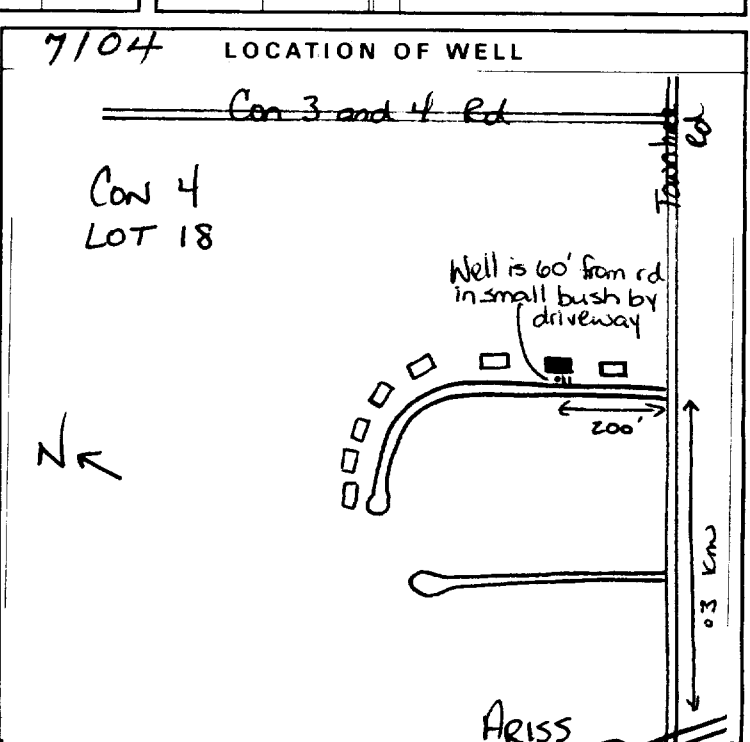 7104
LOCATION OF WELL
Con 3 and 4 Rd
Rd
CON 4
LOT 18
Well is 60' from rd
in small bush by
driveway
200'
N
.3 Km
ARISS